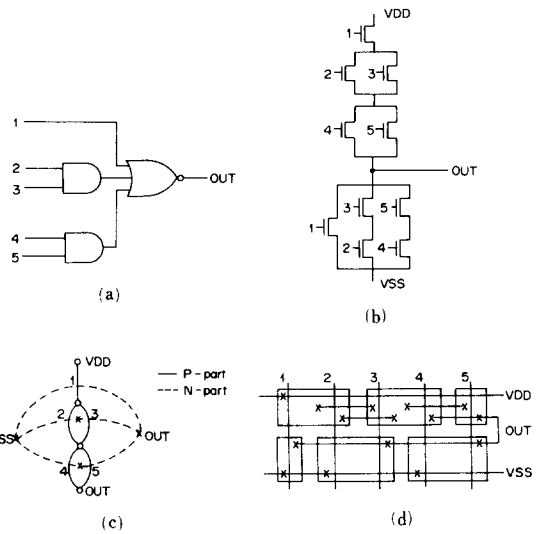 1
2
3
4
5
OUT
(a)
VDD
1
2 3
4 5
OUT
3 5
1
2 4
VSS
(b)
VDD
1
P-part
N-part
2 3
SS OUT
4 5
OUT
(c)
1 2 3 4 5
VDD
OUT
VSS
(d)